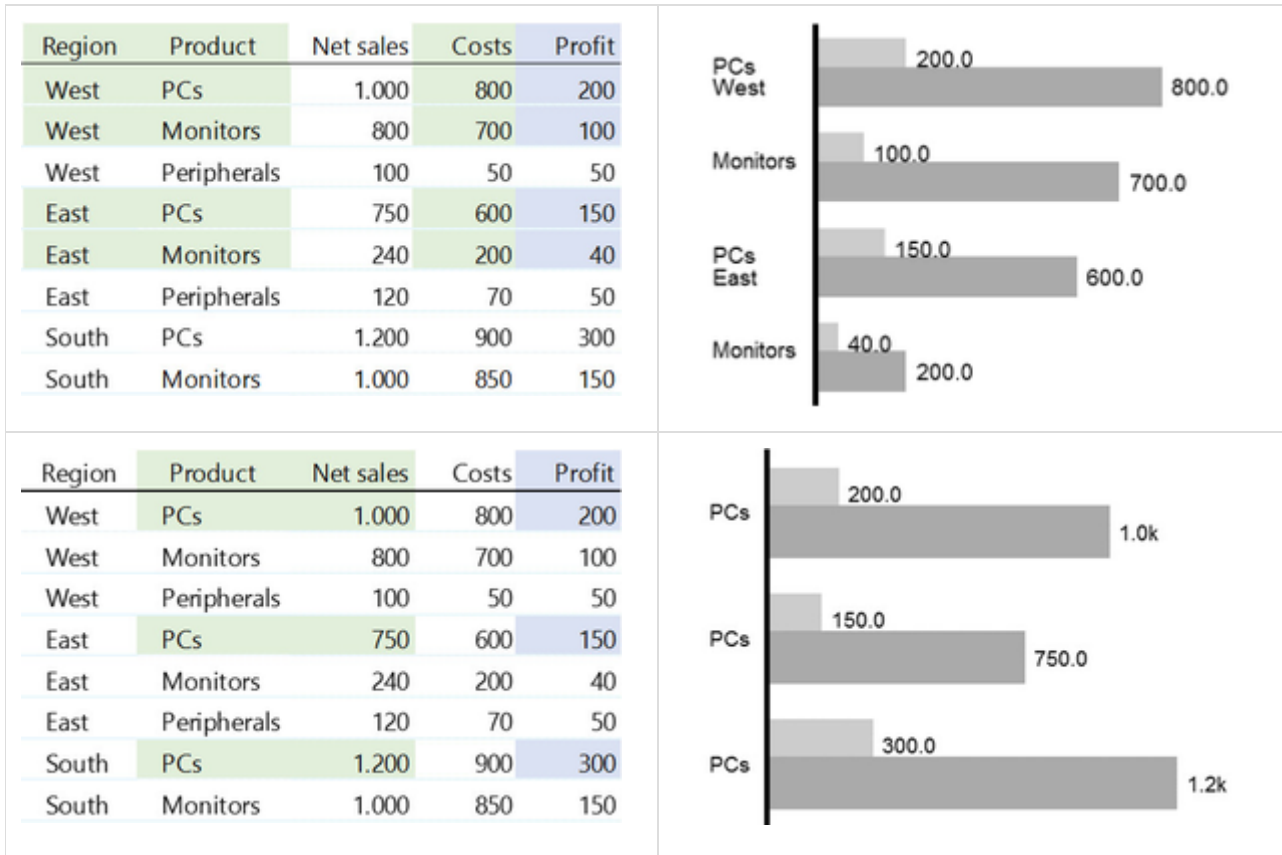 Region Product Net sales Costs Profit
West PCs 1.000 800 200
West Monitors 800 700 100
West Peripherals 100 50 50
East PCs 750 600 150
East Monitors 240 200 40
East Peripherals 120 70 50
South PCs 1.200 900 300
South Monitors 1.000 850 150
200.0
PCs
West
800.0
100.0
Monitors
700.0
150.0
PCs
East
600.0
40.0
Monitors
200.0
Region Product Net sales Costs Profit
West PCs 1.000 800 200
West Monitors 800 700 100
West Peripherals 100 50 50
East PCs 750 600 150
East Monitors 240 200 40
East Peripherals 120 70 50
South PCs 1.200 900 300
South Monitors 1.000 850 150
200.0
PCs
1.0k
150.0
PCs
750.0
300.0
PCs
1.2k